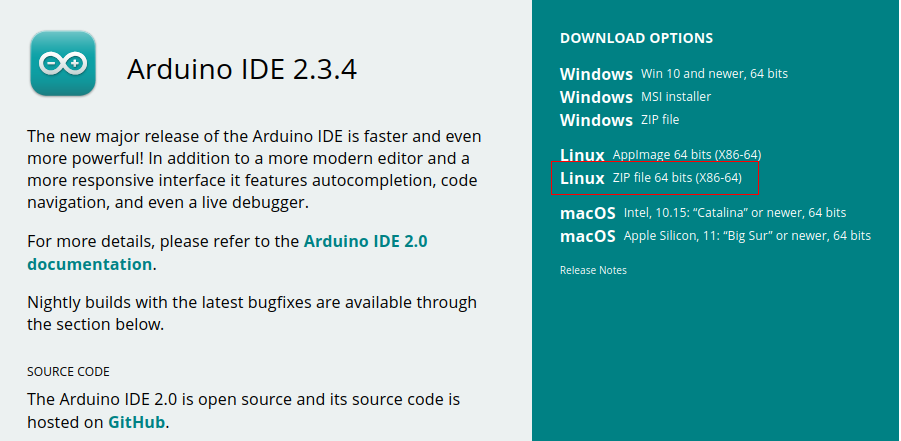 Arduino IDE 2.3.4
The new major release of the Arduino IDE is faster and even
more powerful! In addition to a more modern editor and a
more responsive interface it features autocompletion, code
navigation, and even a live debugger.
For more details, please refer to the Arduino IDE 2.0
documentation.
Nightly builds with the latest bugfixes are available through
the section below.
SOURCE CODE
The Arduino IDE 2.0 is open source and its source code is
hosted on GitHub.
DOWNLOAD OPTIONS
Windows Win 10 and newer, 64 bits
Windows MSI installer
Windows ZIP file
Linux AppImage 64 bits (X86-64)
Linux ZIP file 64 bits (X86-64)
macOS Intel, 10.15: “Catalina” or newer, 64 bits
macOS Apple Silicon, 11: “Big Sur” or newer, 64 bits
Release Notes